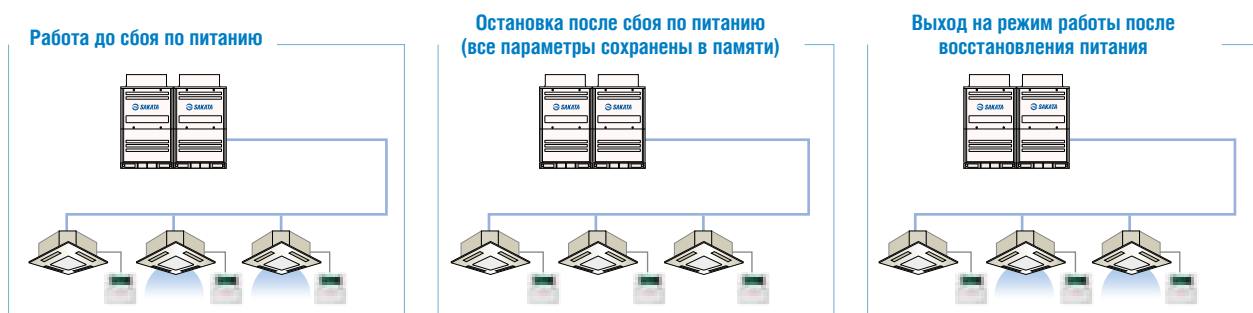 Работа до сбоя по питанию
SAKATA SAKATA
Остановка после сбоя по питанию
(все параметры сохранены в памяти)
SAKATA SAKATA
Выход на режим работы после
восстановления питания
SAKATA SAKATA